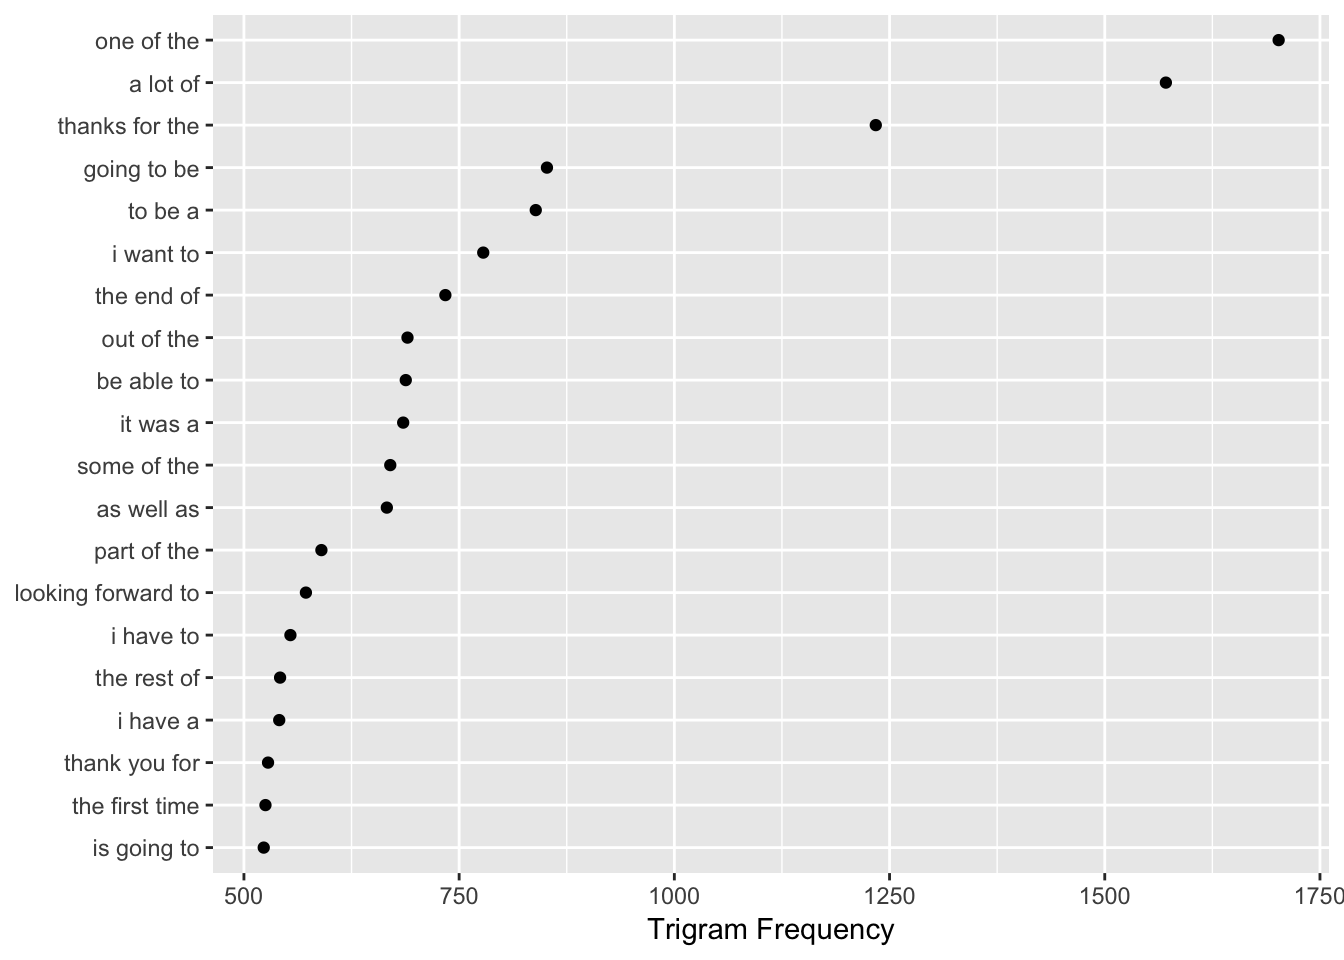 one of the
a lot of
thanks for the
going to be
to be a
i want to
the end of
out of the
be able to
it was a
some of the
as well as
part of the
looking forward to
i have to
the rest of
i have a
thank you for
the first time
is going to
500 750 1000 1250 1500 1750
Trigram Frequency